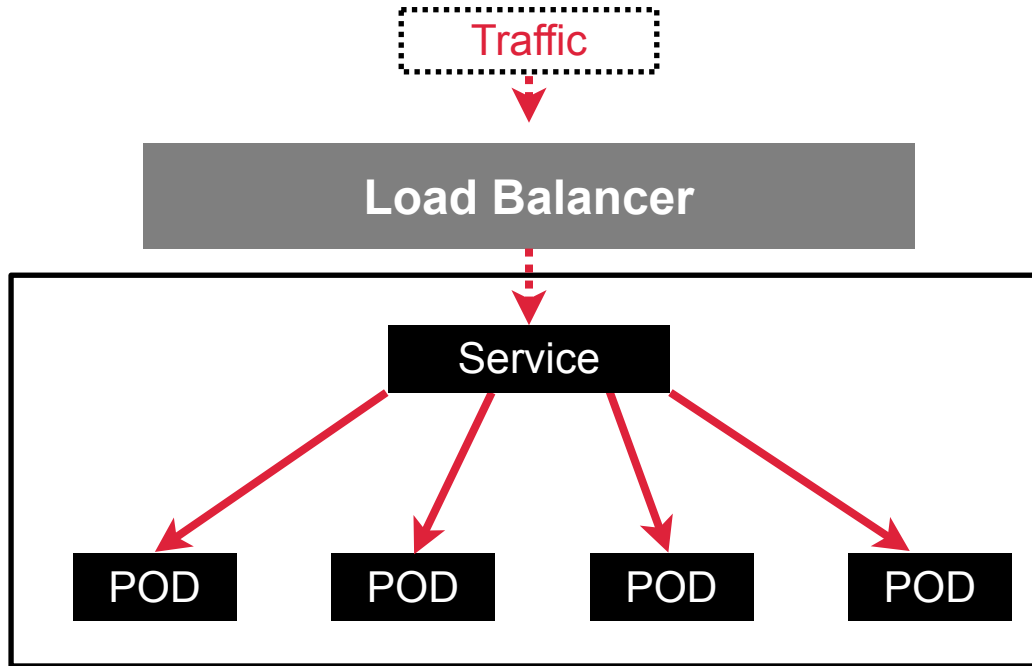 Traffic
Load Balancer
Service
POD
POD
POD
POD